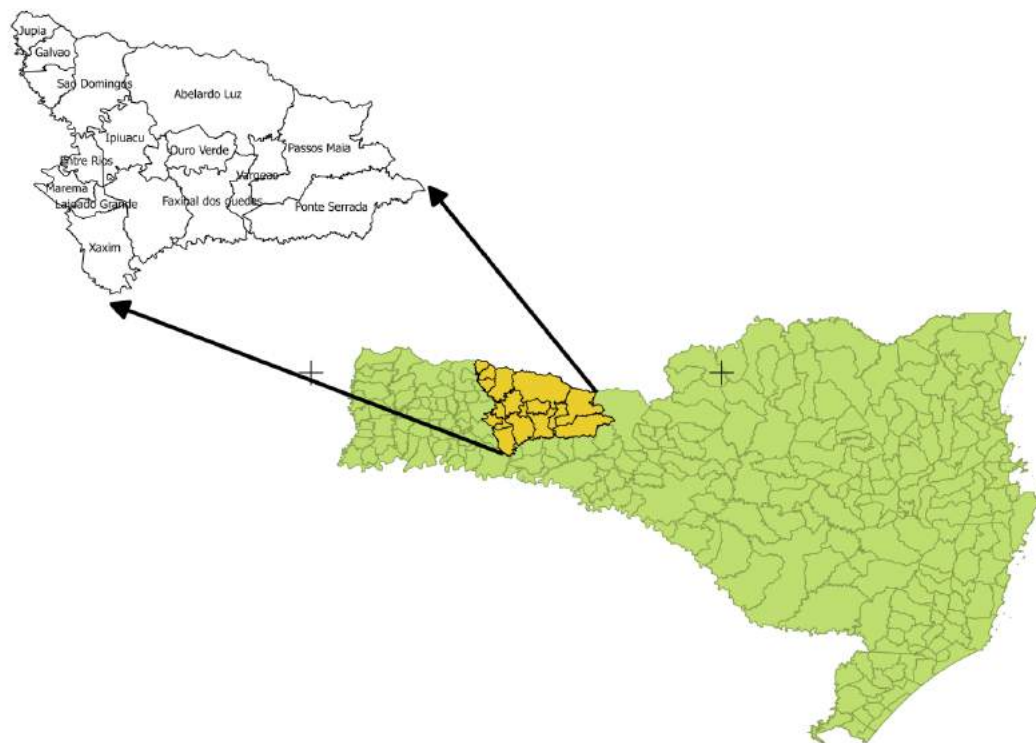 Jupia
Galvao
Sao Domingos
Abelardo Luz
Ipiuacu
Ouro Verde
Passos Maia
Entre Rios
Vargeao
Marema
Lajeado Grande
Faxinal dos guedes
Ponte Serrada
Xaxim